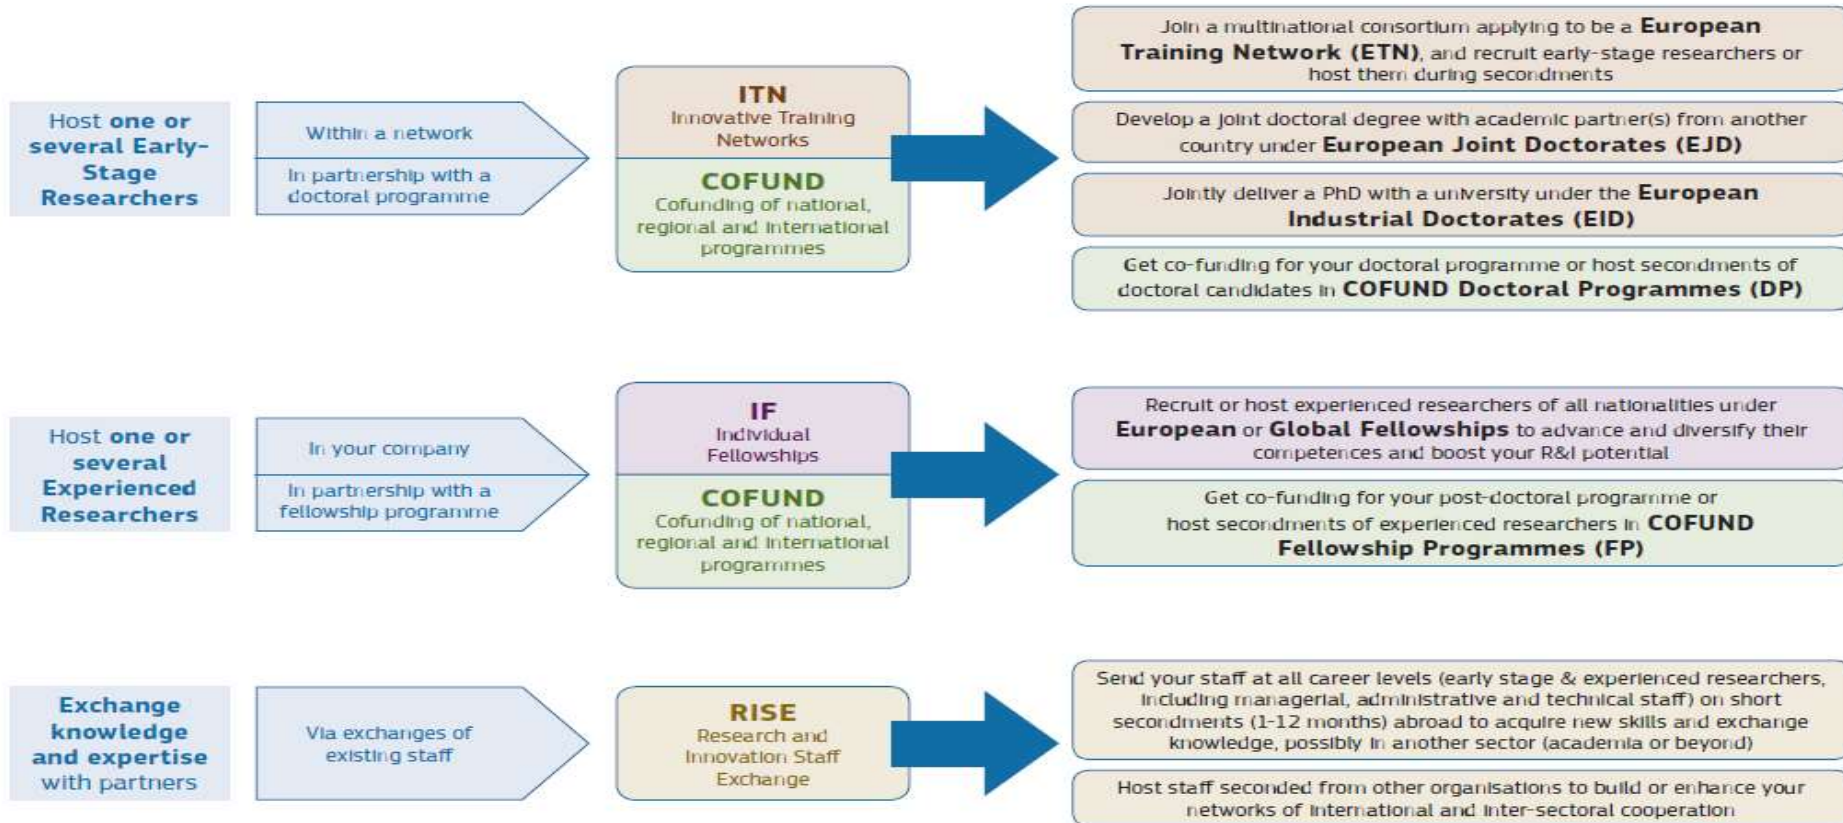 Host one or
several Early-
Stage
Researchers
Within a network
In partnership with a
doctoral programme
ITN
Innovative Training
Networks
COFUND
Cofunding of national,
regional and international
programmes
Join a multinational consortium applying to be a European
Training Network (ETN), and recruit early-stage researchers or
host them during secondments
Develop a joint doctoral degree with academic partner(s) from another
country under European Joint Doctorates (EJD)
Jointly deliver a PhD with a university under the European
Industrial Doctorates (EID)
Get co-funding for your doctoral programme or host secondments of
doctoral candidates in COFUND Doctoral Programmes (DP)
Host one or
several
Experienced
Researchers
In your company
In partnership with a
fellowship programme
IF
Individual
Fellowships
COFUND
Cofunding of national,
regional and international
programmes
Recruit or host experienced researchers of all nationalities under
European or Global Fellowships to advance and diversify their
competences and boost your R&I potential
Get co-funding for your post-doctoral programme or
host secondments of experienced researchers in COFUND
Fellowship Programmes (FP)
Exchange
knowledge
and expertise
with partners
Via exchanges of
existing staff
RISE
Research and
Innovation Staff
Exchange
Send your staff at all career levels (early stage & experienced researchers,
including managerial, administrative and technical staff) on short
secondments (1-12 months) abroad to acquire new skills and exchange
knowledge, possibly in another sector (academia or beyond)
Host staff seconded from other organisations to build or enhance your
networks of international and inter-sectoral cooperation